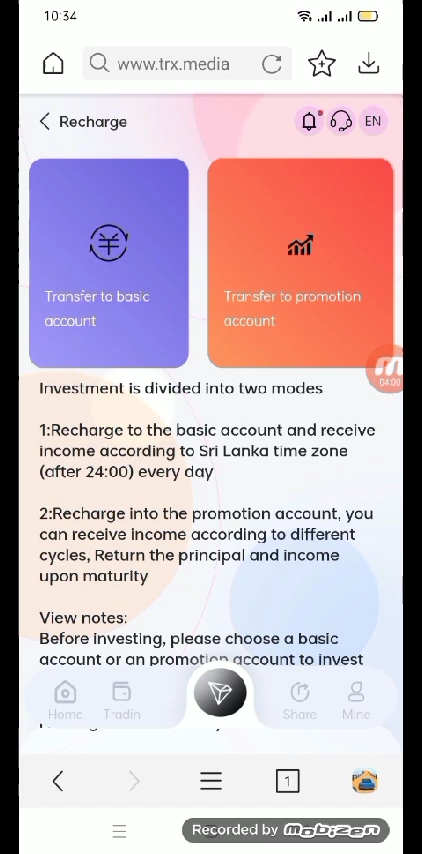 10:34
www.trx.media
Recharge
EN
Transfer to basic
account
Transfer to promotion
account
04:00
Investment is divided into two modes
1:Recharge to the basic account and receive
income according to Sri Lanka time zone
(after 24:00) every day
2:Recharge into the promotion account, you
can receive income according to different
cycles, Return the principal and income
upon maturity
View notes:
Before investing, please choose a basic
account or an promotion account to invest
Home Tradin Share Mine
1
Recorded by Mobizen